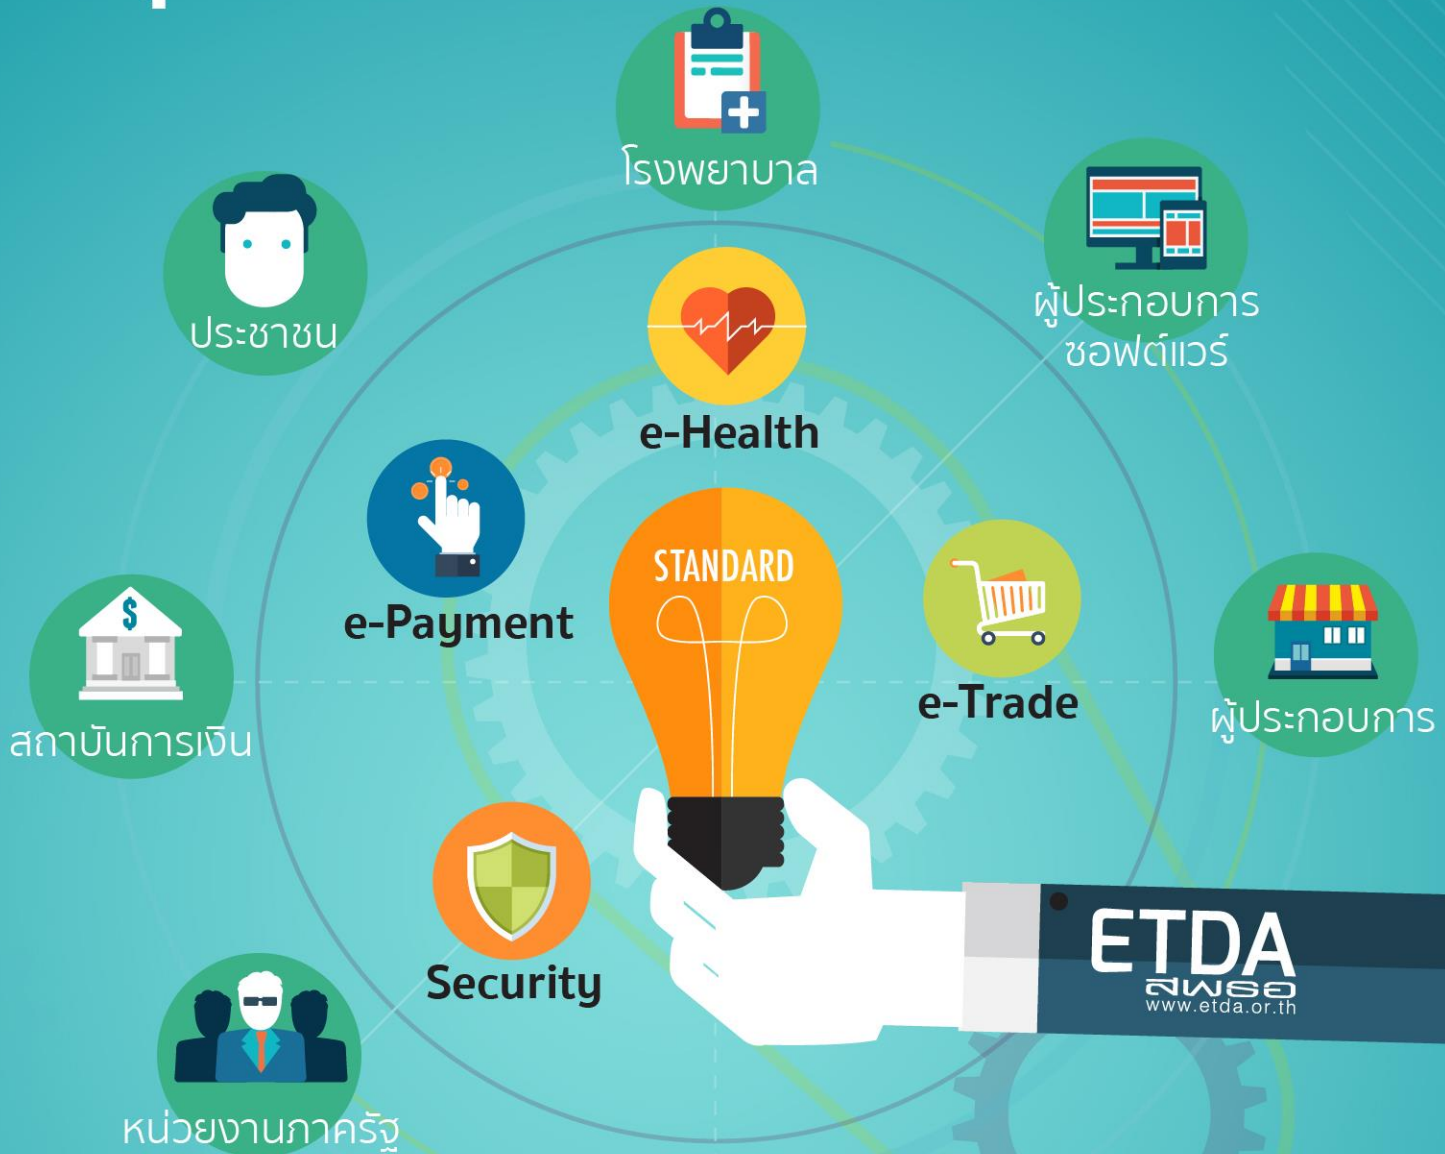 โรงพยาบาล
ประชาชน
ผู้ประกอบการ
ซอฟต์แวร์
e-Health
STANDARD
e-Payment
e-Trade
สถาบันการเงิน
ผู้ประกอบการ
Security
ETDA
สพธอ
www.etda.or.th
หน่วยงานภาครัฐ
$